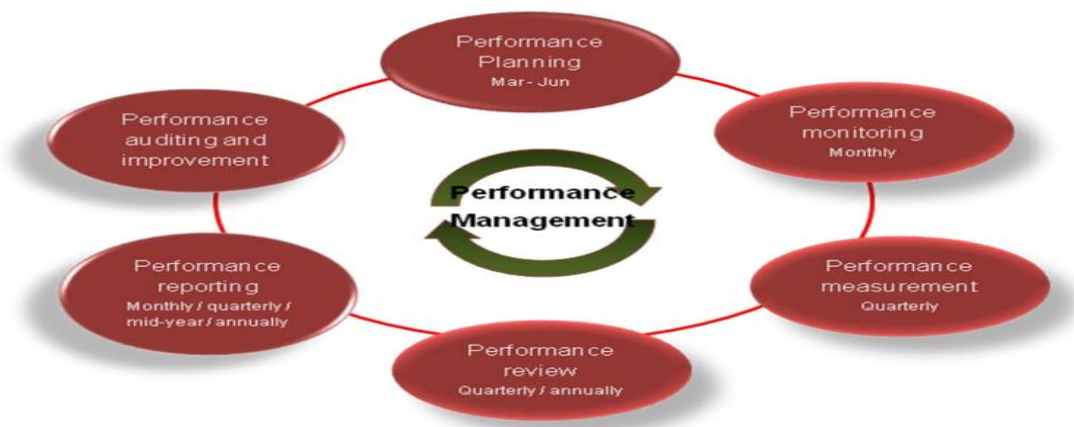 Performance
Planning
Mar- Jun
Performance
monitoring
Monthly
Performance
measurement
Quarterly
Performance
review
Quarterly / annually
Performance
reporting
Monthly / quarterly /
mid-year / annually
Performance
auditing and
improvement
Performance
Management